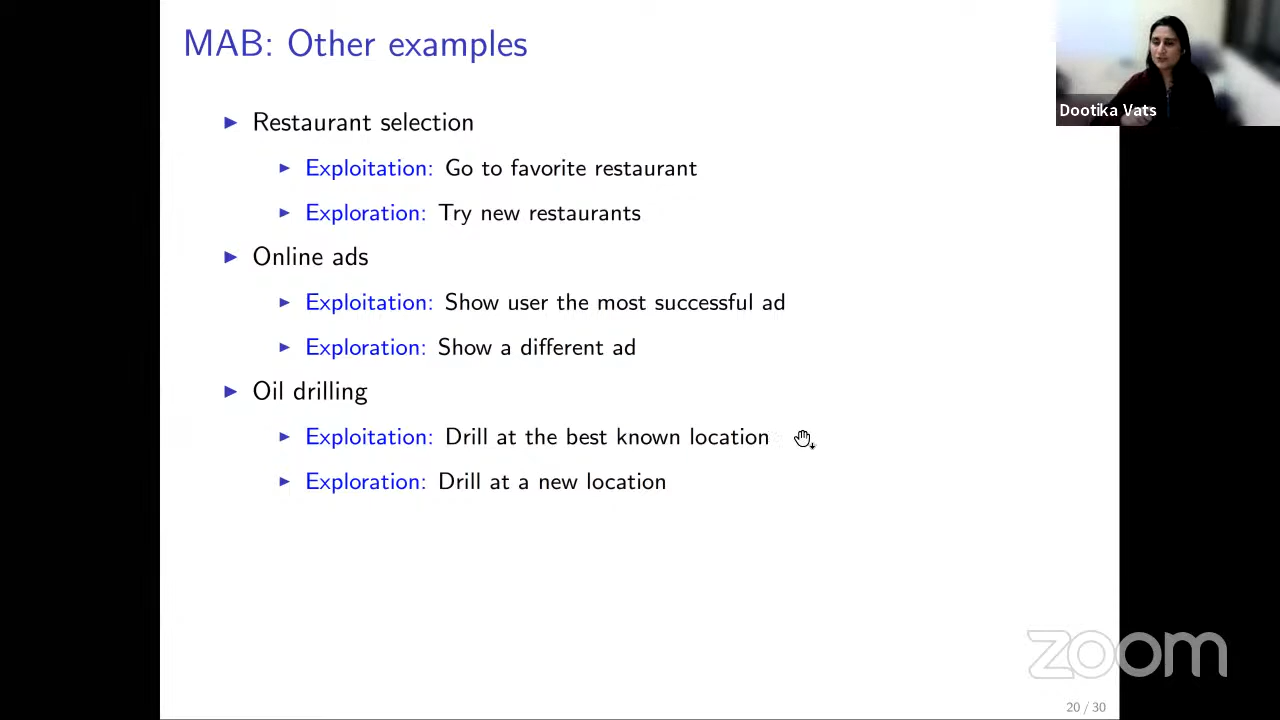 MAB: Other examples
Dootika Vats
Restaurant selection
Exploitation: Go to favorite restaurant
Exploration: Try new restaurants
Online ads
Exploitation: Show user the most successful ad
Exploration: Show a different ad
Oil drilling
Exploitation: Drill at the best known location
Exploration: Drill at a new location
zoom
20 / 30